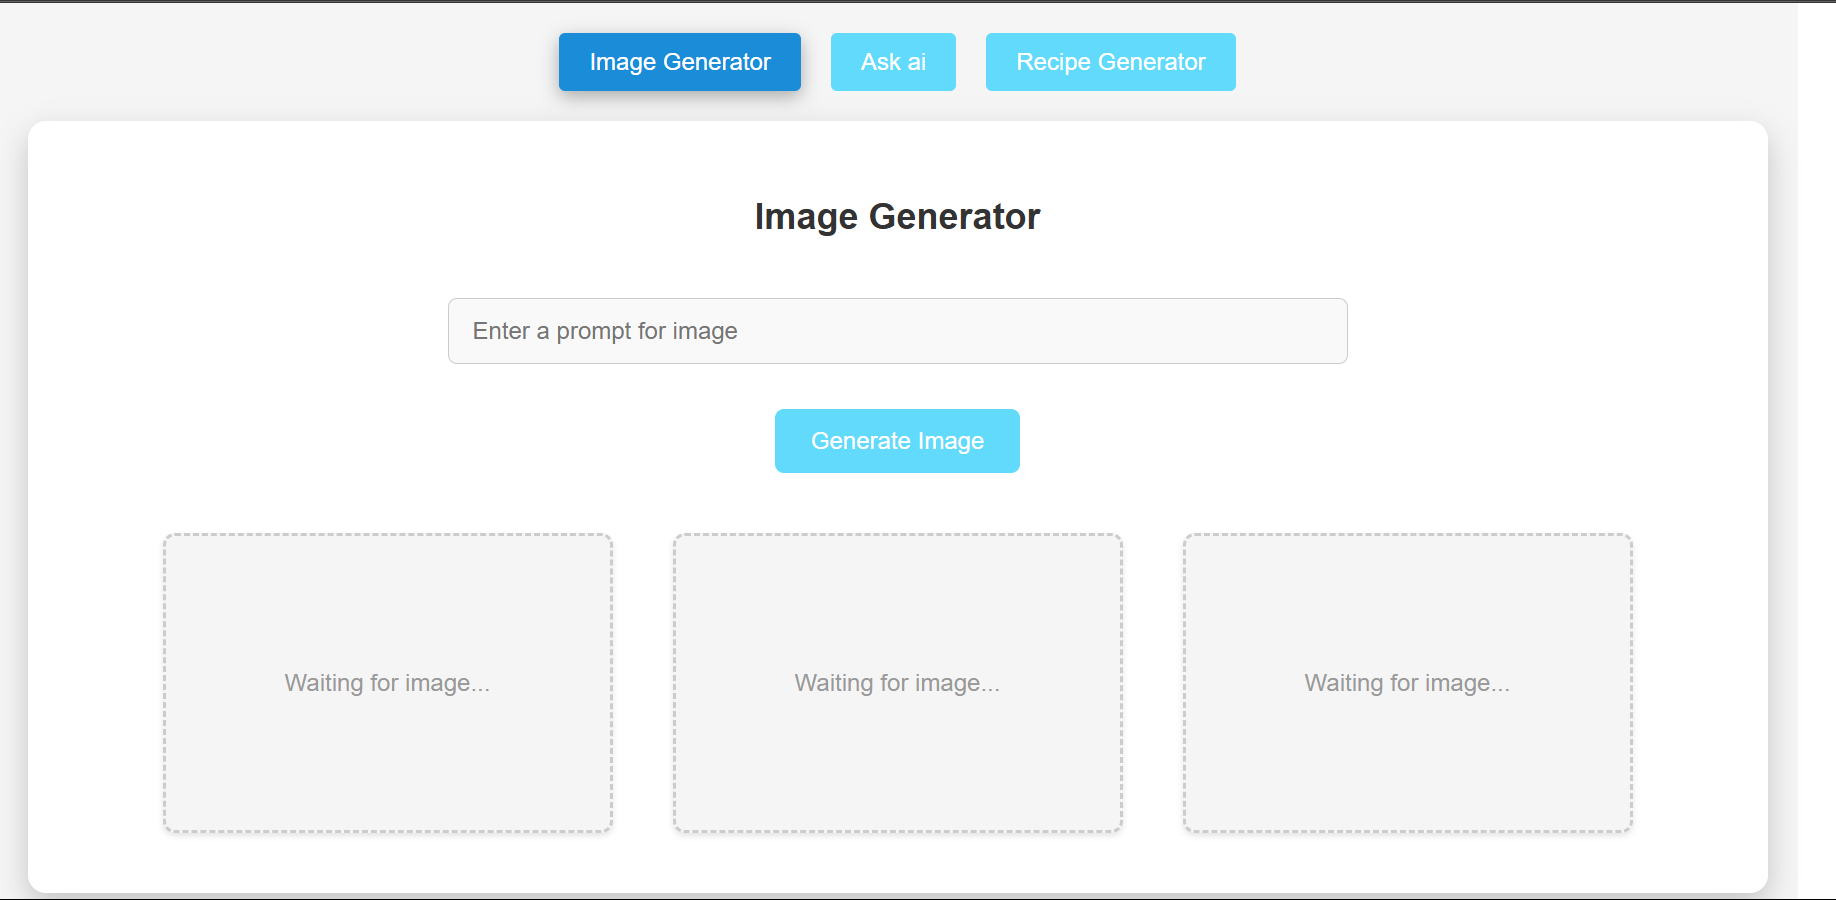 Image Generator
Ask ai
Recipe Generator
Image Generator
Enter a prompt for image
Generate Image
Waiting for image...
Waiting for image...
Waiting for image...